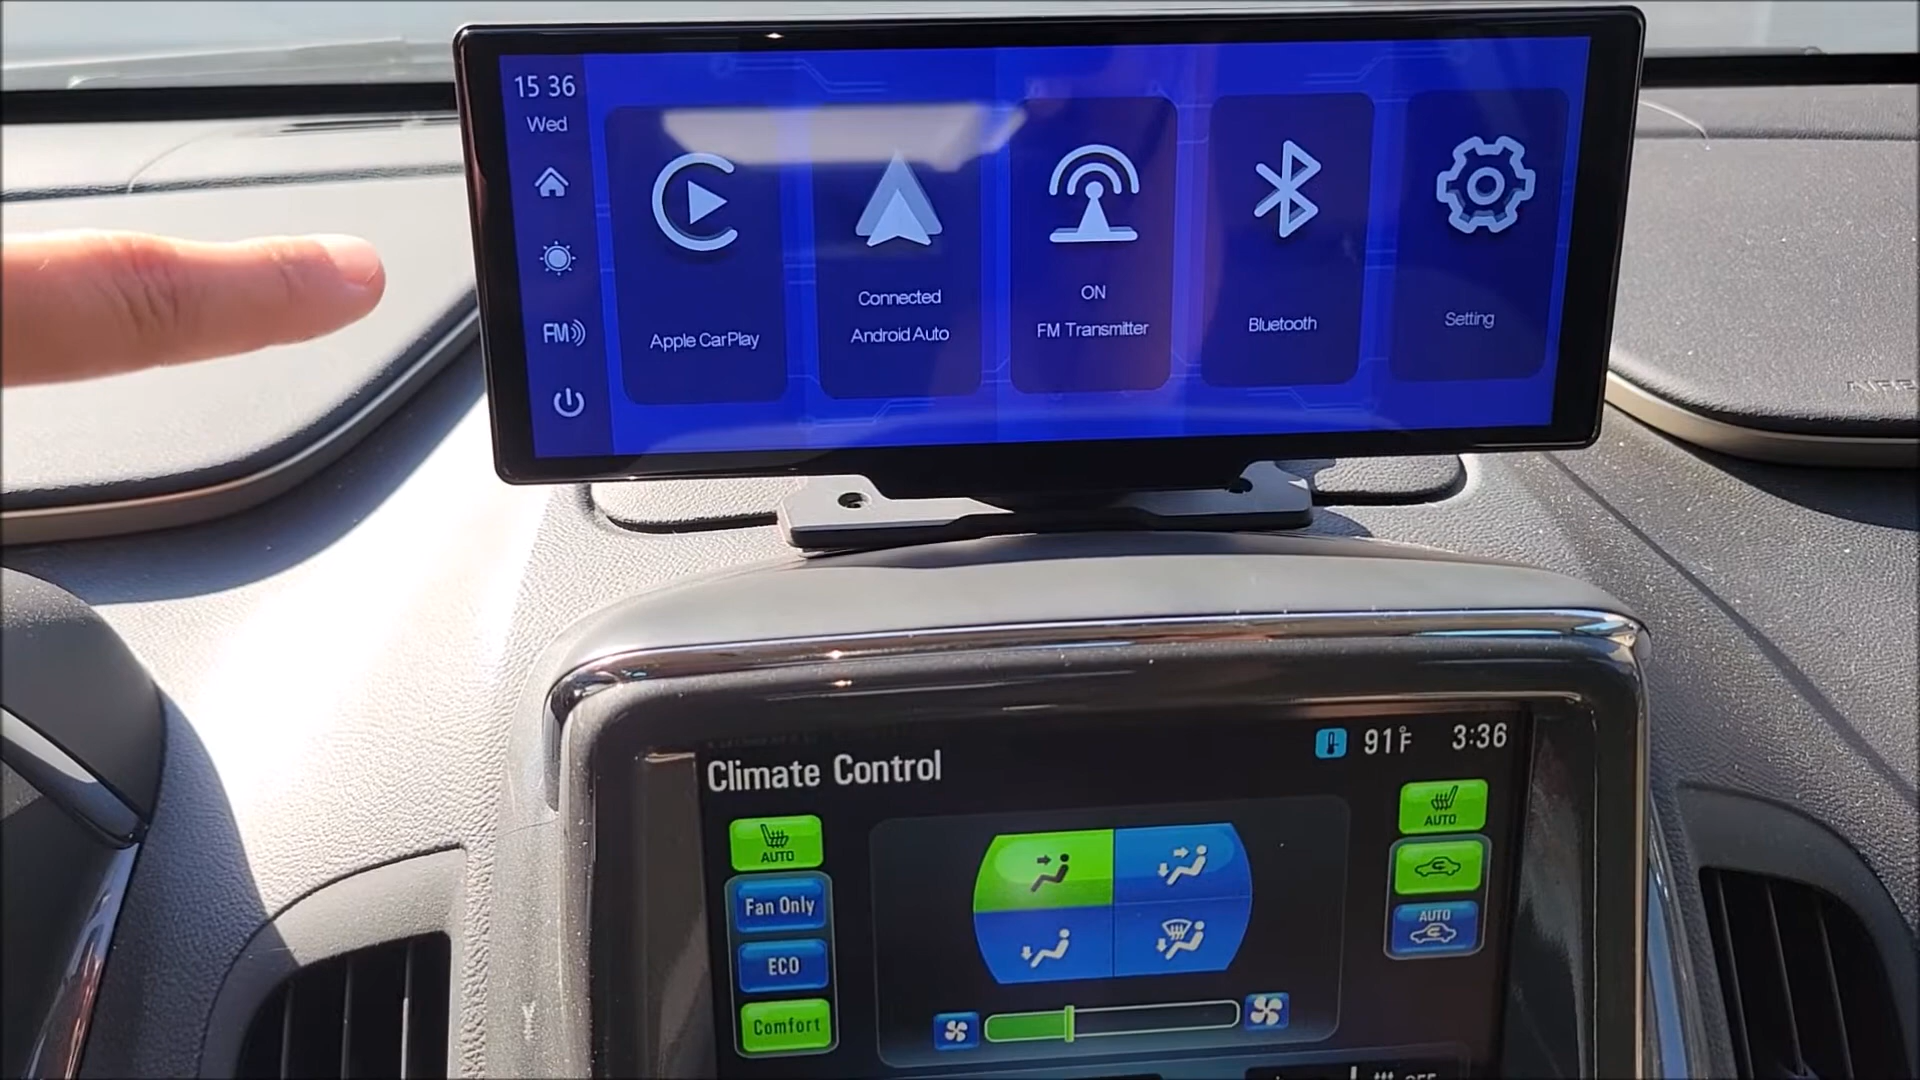 15 36
Wed
FM
Apple CarPlay
Connected
Android Auto
ON
FM Transmitter
Bluetooth
Setting
Climate Control
91°F 3:36
AUTO
Fan Only
ECO
Comfort
AUTO
AUTO